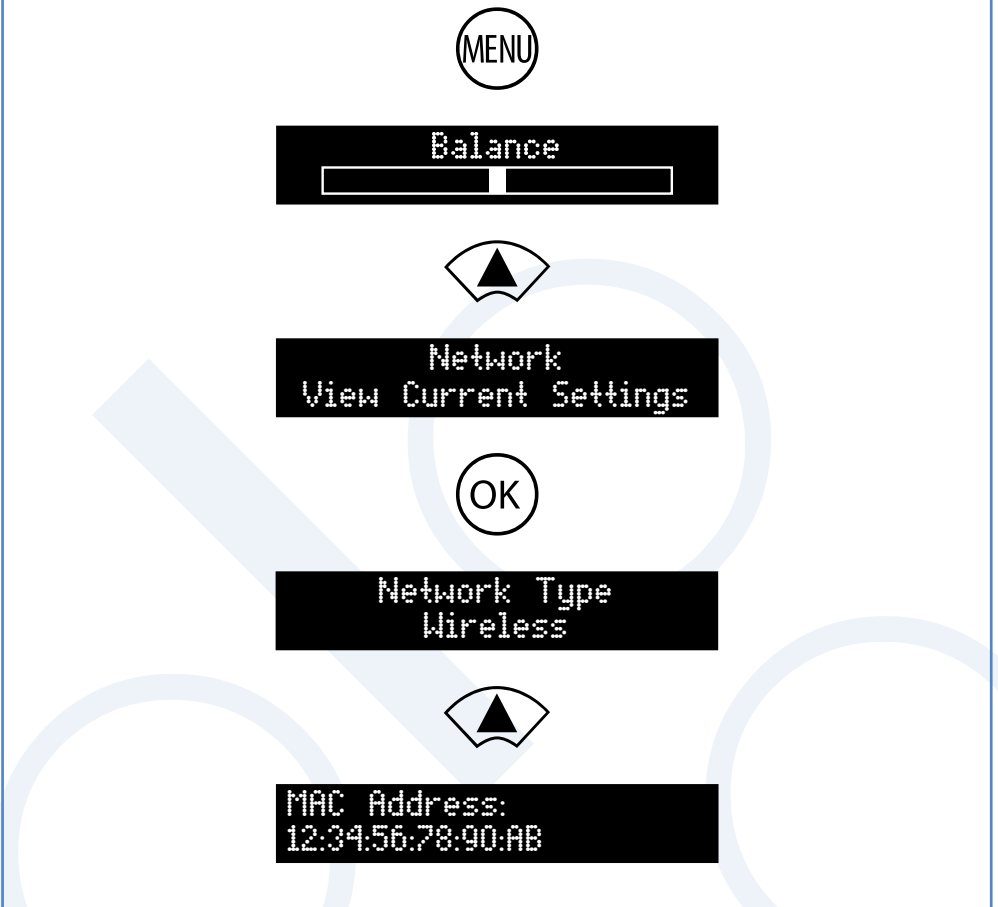 MENU
Balance
Network
View Current Settings
OK
Network Type
Wireless
MAC Address:
12:34:56:78:90:AB